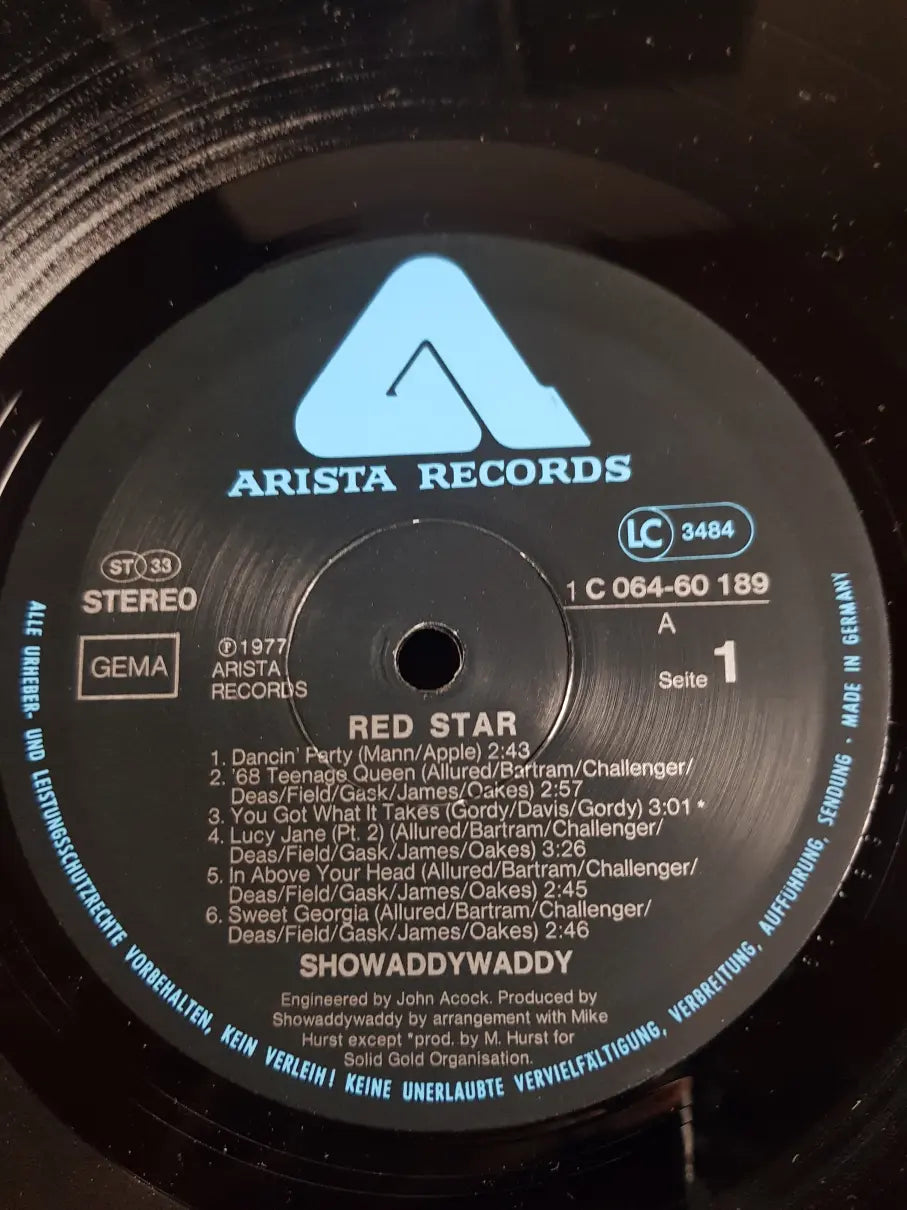 ARISTA RECORDS
LC 3484
ST 33
STEREO
1 C 064-60 189
A
Seite 1
GEMA
℗ 1977
ARISTA
RECORDS
RED STAR
1. Dancin' Party (Mann/Apple) 2:43
2. '68 Teenage Queen (Allured/Bartram/Challenger/
Deas/Field/Gask/James/Oakes) 2:57
3. You Got What It Takes (Gordy/Davis/Gordy) 3:01 *
4. Lucy Jane (Pt. 2) (Allured/Bartram/Challenger/
Deas/Field/Gask/James/Oakes) 3:26
5. In Above Your Head (Allured/Bartram/Challenger/
Deas/Field/Gask/James/Oakes) 2:45
6. Sweet Georgia (Allured/Bartram/Challenger/
Deas/Field/Gask/James/Oakes) 2:46
SHOWADDYWADDY
Engineered by John Acock. Produced by
Showaddywaddy by arrangement with Mike
Hurst except *prod. by M. Hurst for
Solid Gold Organisation.
ALLE URHEBER- UND LEISTUNGSSCHUTZRECHTE VORBEHALTEN, KEIN VERLEIH! KEINE UNERLAUBTE VERVIELFÄLTIGUNG, VERBREITUNG, AUFFÜHRUNG, SENDUNG · MADE IN GERMANY